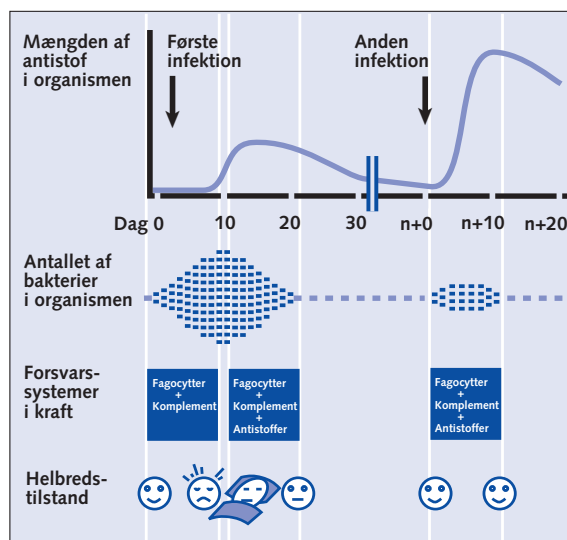 Mængden af
antistof
i organismen
Første
infektion
Anden
infektion
Dag 0 10 20 30 n+0 n+10 n+20
Antallet af
bakterier
i organismen
Forsvars-
systemer
i kraft
Fagocytter
+
Komplement
Fagocytter
+
Komplement
+
Antistoffer
Fagocytter
+
Komplement
+
Antistoffer
Helbreds-
tilstand